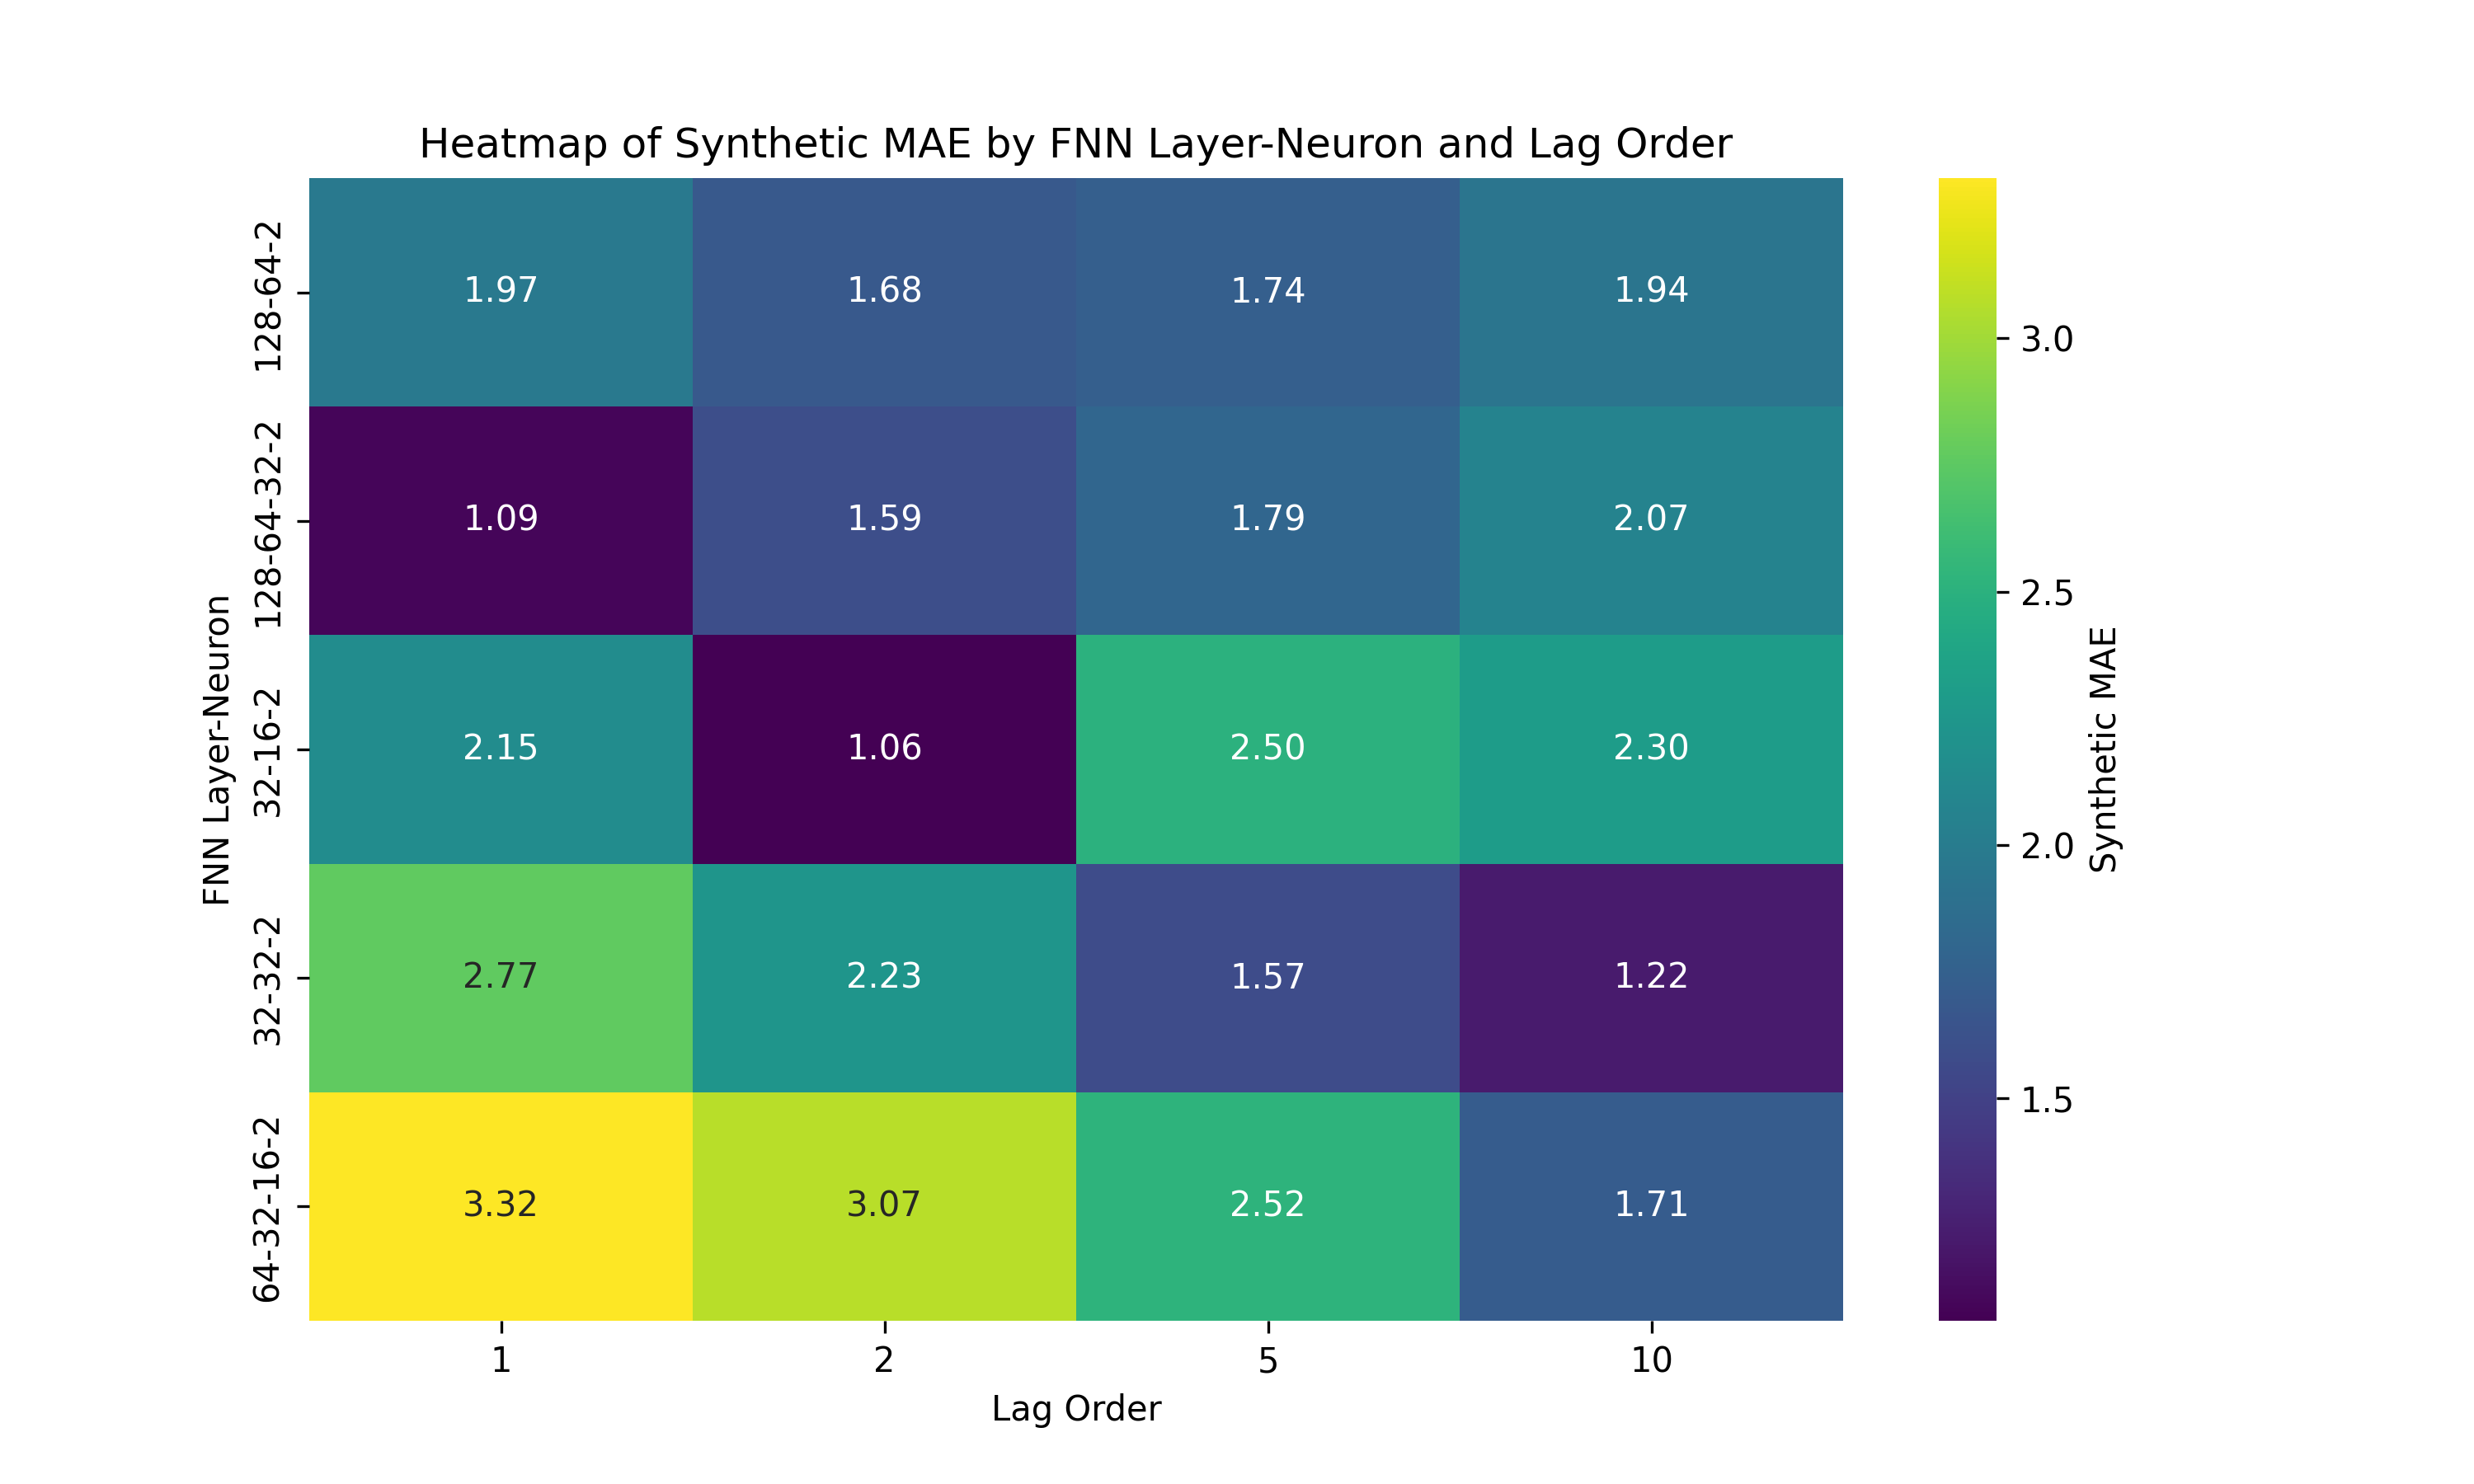 Heatmap of Synthetic MAE by FNN Layer-Neuron and Lag Order
FNN Layer-Neuron
128-64-2
1.97 1.68 1.74 1.94
128-64-32-2
1.09 1.59 1.79 2.07
32-16-2
2.15 1.06 2.50 2.30
32-32-2
2.77 2.23 1.57 1.22
64-32-16-2
3.32 3.07 2.52 1.71
1 2 5 10
Lag Order
3.0
2.5
2.0
1.5
Synthetic MAE